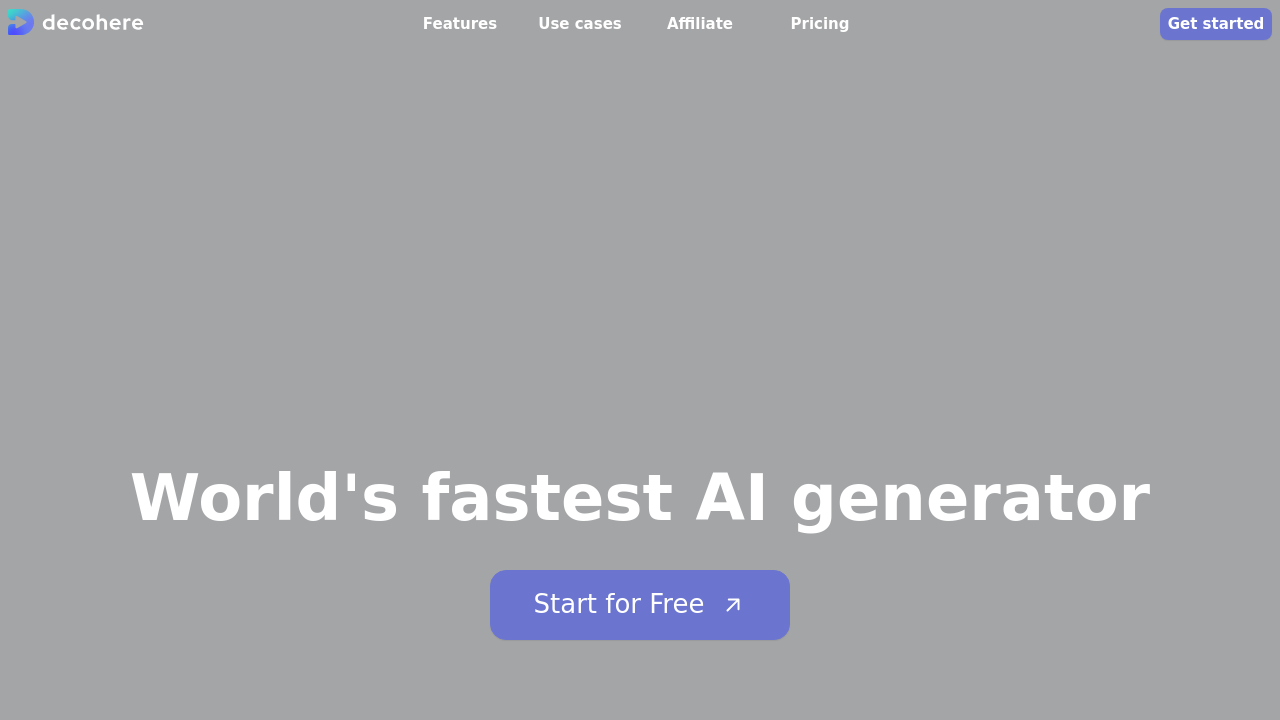 decohere
Features
Use cases
Affiliate
Pricing
Get started
World's fastest AI generator
Start for Free